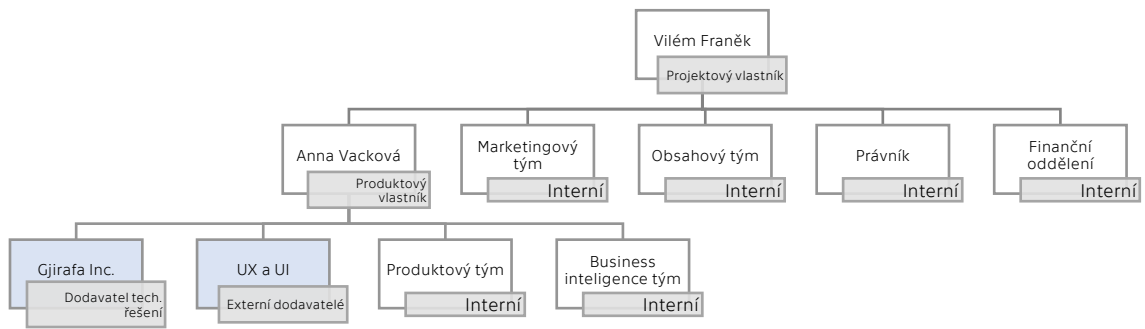 Vilém Franěk
Projektový vlastník
Anna Vacková
Produktový
vlastník
Marketingový
tým
Interní
Obsahový tým
Interní
Právník
Interní
Finanční
oddělení
Interní
Gjirafa Inc.
Dodavatel tech.
řešení
UX a UI
Externí dodavatelé
Produktový tým
Interní
Business
inteligence tým
Interní